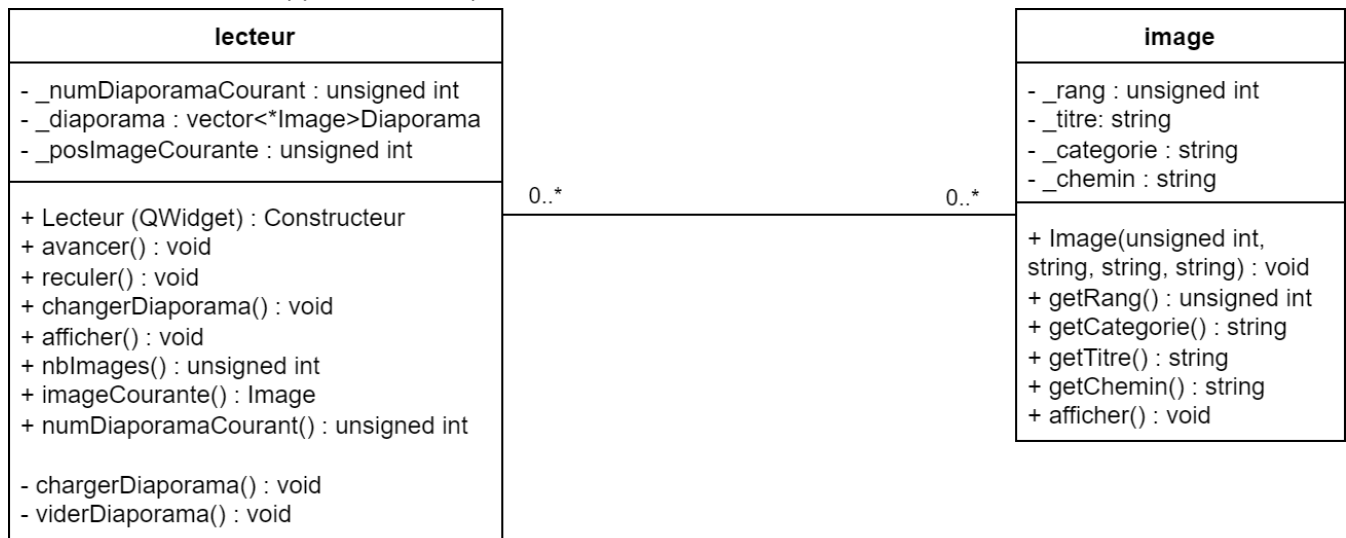 lecteur
- _numDiaporamaCourant : unsigned int
- _diaporama : vector<*Image>Diaporama
- _posImageCourante : unsigned int
+ Lecteur (QWidget) : Constructeur
+ avancer() : void
+ reculer() : void
+ changerDiaporama() : void
+ afficher() : void
+ nbImages() : unsigned int
+ imageCourante() : Image
+ numDiaporamaCourant() : unsigned int
- chargerDiaporama() : void
- viderDiaporama() : void
0..*
0..*
image
- _rang : unsigned int
- _titre: string
- _categorie : string
- _chemin : string
+ Image(unsigned int,
string, string, string) : void
+ getRang() : unsigned int
+ getCategorie() : string
+ getTitre() : string
+ getChemin() : string
+ afficher() : void